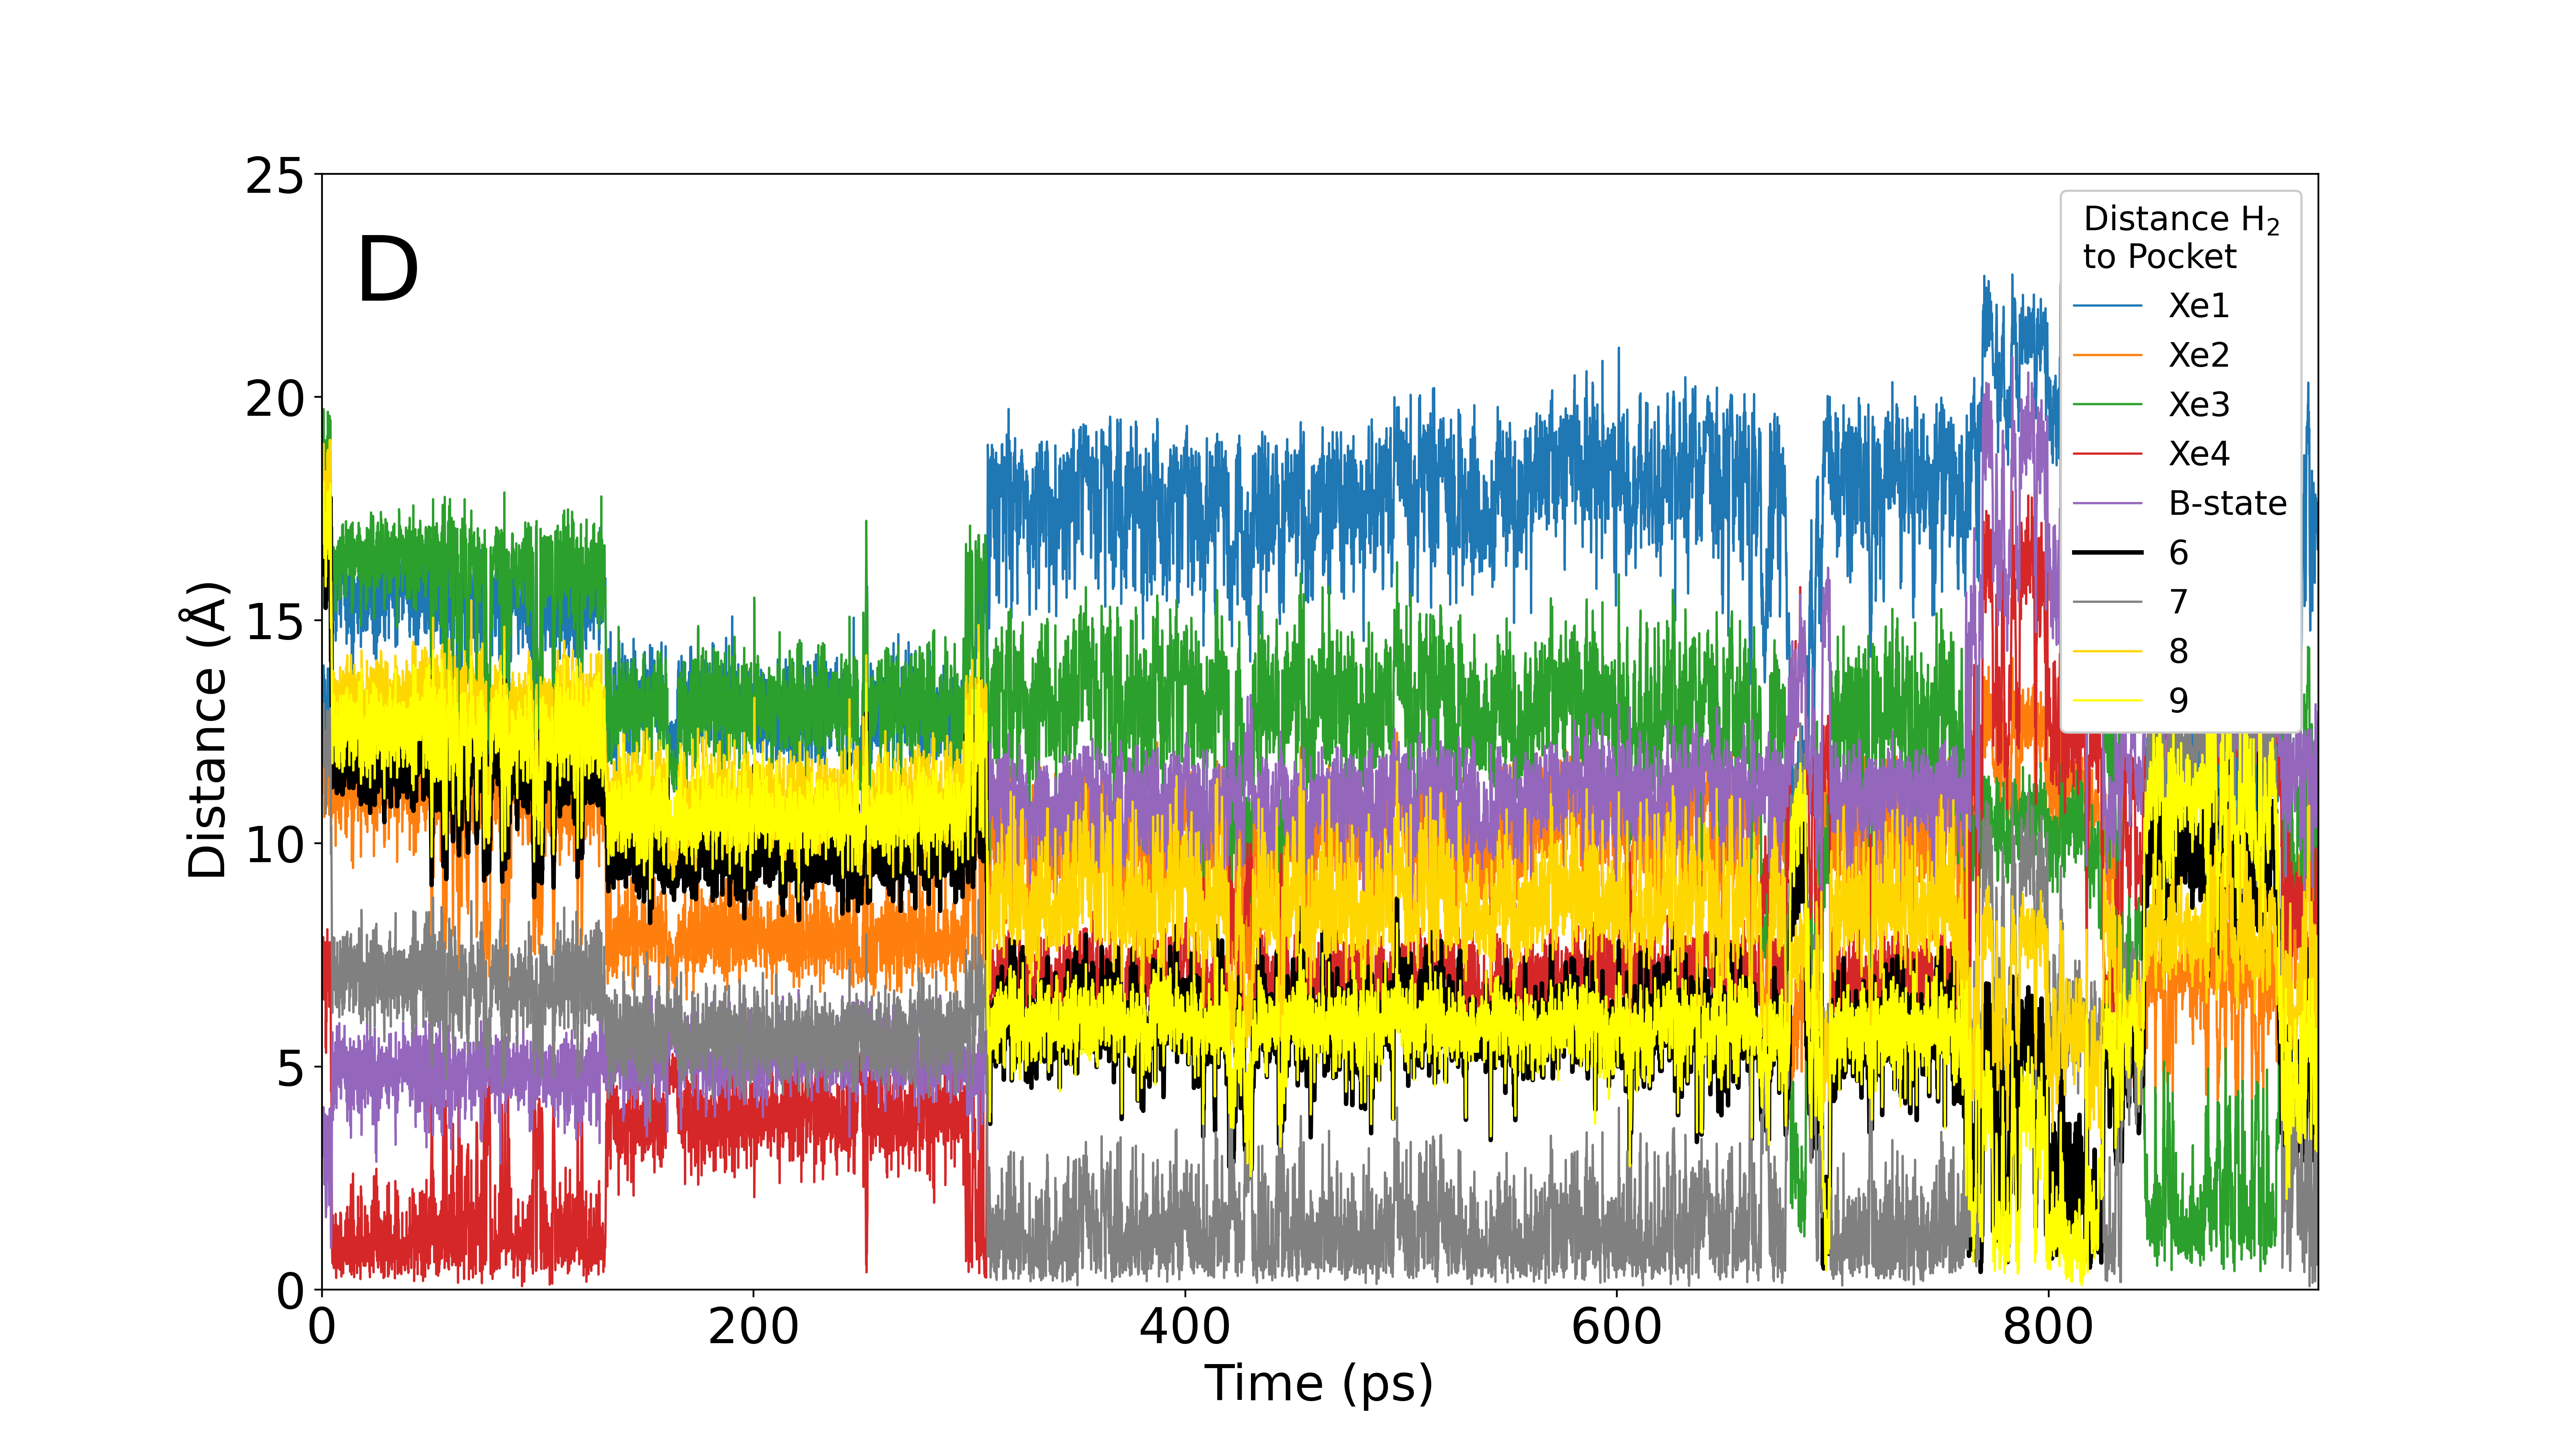 25
20
15
10
5
0
Distance (Å)
D
Distance H₂
to Pocket
Xe1
Xe2
Xe3
Xe4
B-state
6
7
8
9
0 200 400 600 800
Time (ps)